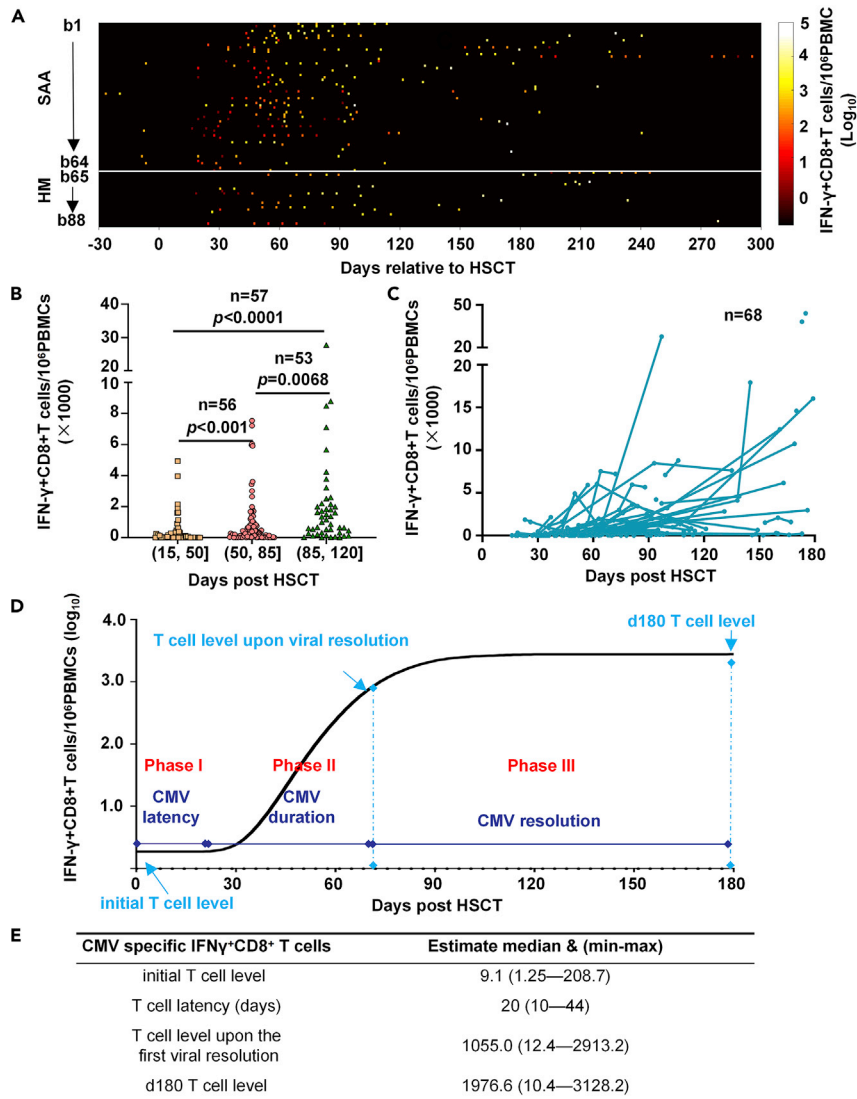 A
b1
SAA
b64
b65
HM
b88
-30 0 30 60 90 120 150 180 210 240 270 300
Days relative to HSCT
5
4
3
2
1
0
IFN-γ+CD8+T cells/10⁶PBMC
(Log₁₀)
B
IFN-γ+CD8+T cells/10⁶PBMCs
(×1000)
40
30
20
10
8
6
4
2
0
n=57
p<0.0001
n=53
p=0.0068
n=56
p<0.001
(15, 50] (50, 85] (85, 120]
Days post HSCT
C
IFN-γ+CD8+T cells/10⁶PBMCs
(×1000)
50
20
20
15
10
5
0
n=68
0 30 60 90 120 150 180
Days post HSCT
D
IFN-γ+CD8+T cells/10⁶PBMCs (log₁₀)
4.0
3.0
2.0
1.0
T cell level upon viral resolution
d180 T cell level
Phase I Phase II Phase III
CMV
latency
CMV
duration
CMV resolution
initial T cell level
0 30 60 90 120 150 180
Days post HSCT
E
CMV specific IFNγ⁺CD8⁺ T cells Estimate median & (min-max)
initial T cell level 9.1 (1.25—208.7)
T cell latency (days) 20 (10—44)
T cell level upon the
first viral resolution 1055.0 (12.4—2913.2)
d180 T cell level 1976.6 (10.4—3128.2)